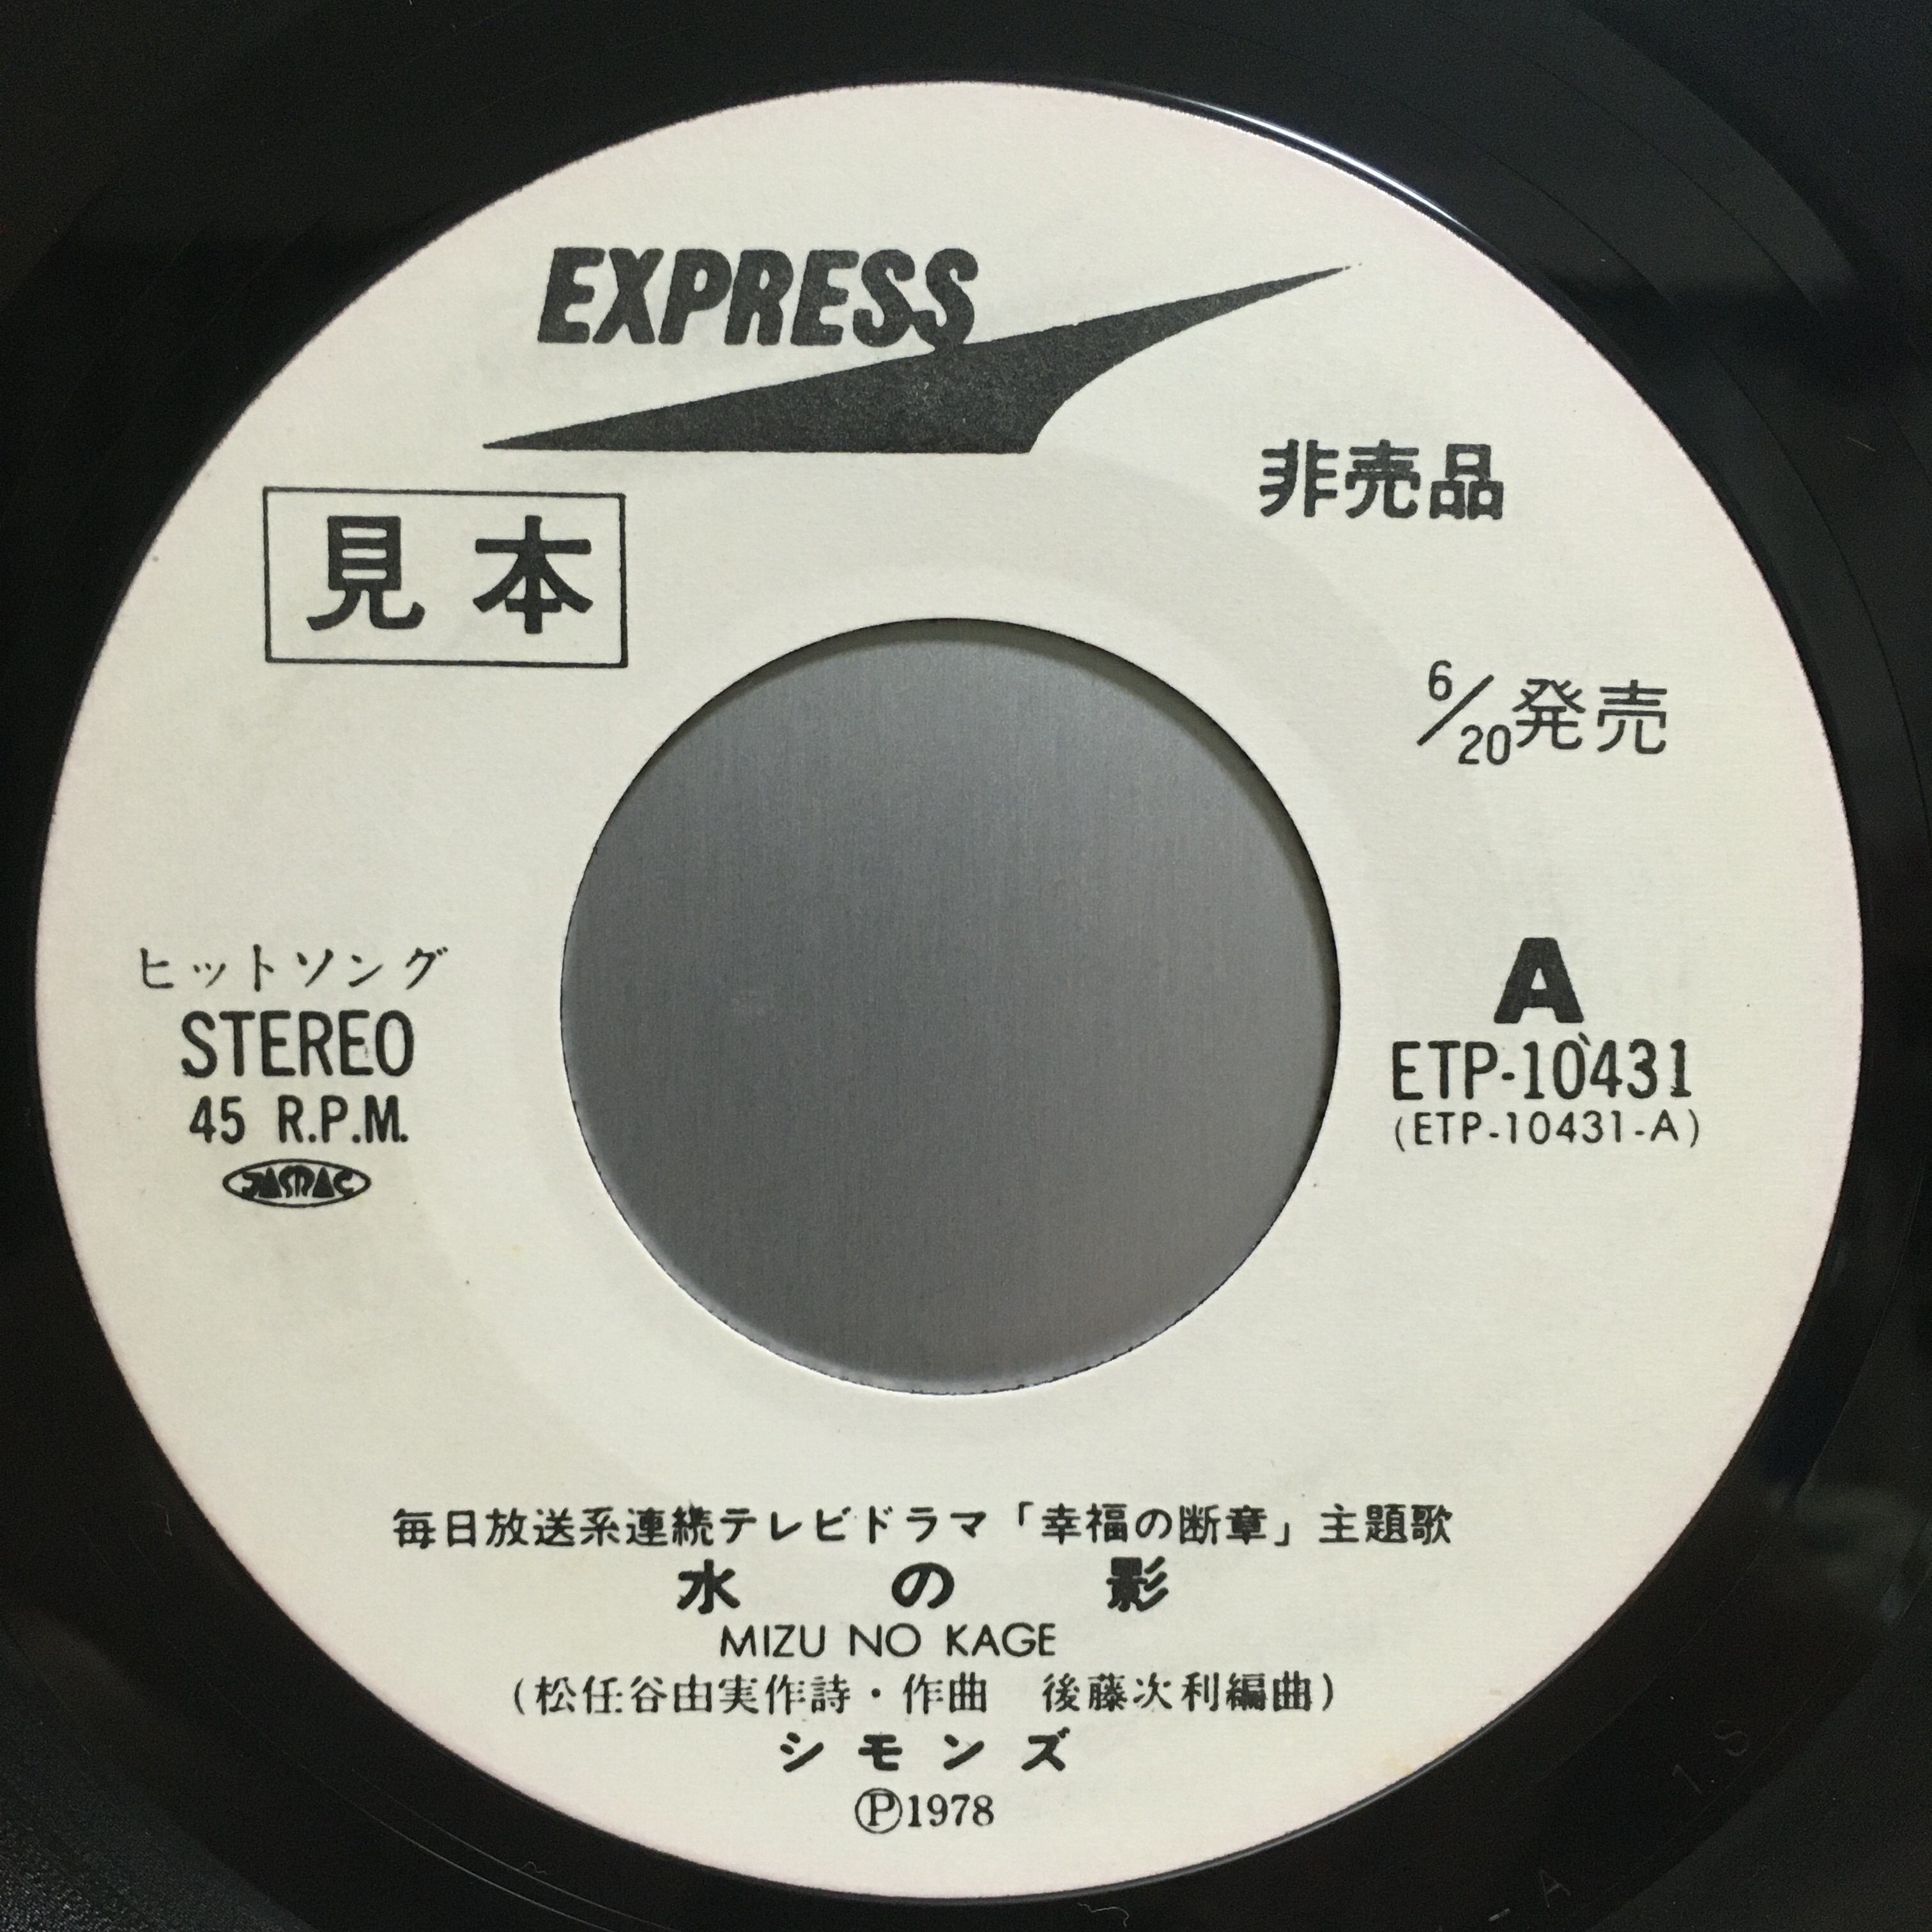 EXPRESS
非売品
見本
6/20発売
ヒットソング
STEREO
45 R.P.M.
JASRAC
A
ETP-10431
(ETP-10431-A)
毎日放送系連続テレビドラマ「幸福の断章」主題歌
水の影
MIZU NO KAGE
(松任谷由実作詩・作曲　後藤次利編曲)
シモンズ
Ⓟ1978